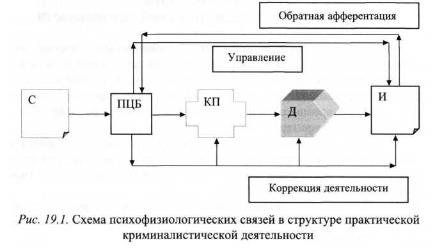 Обратная афферентация
Управление
С
ПЦБ
КП
Д
И
Коррекция деятельности
Рис. 19.1. Схема психофизиологических связей в структуре практической
криминалистической деятельности